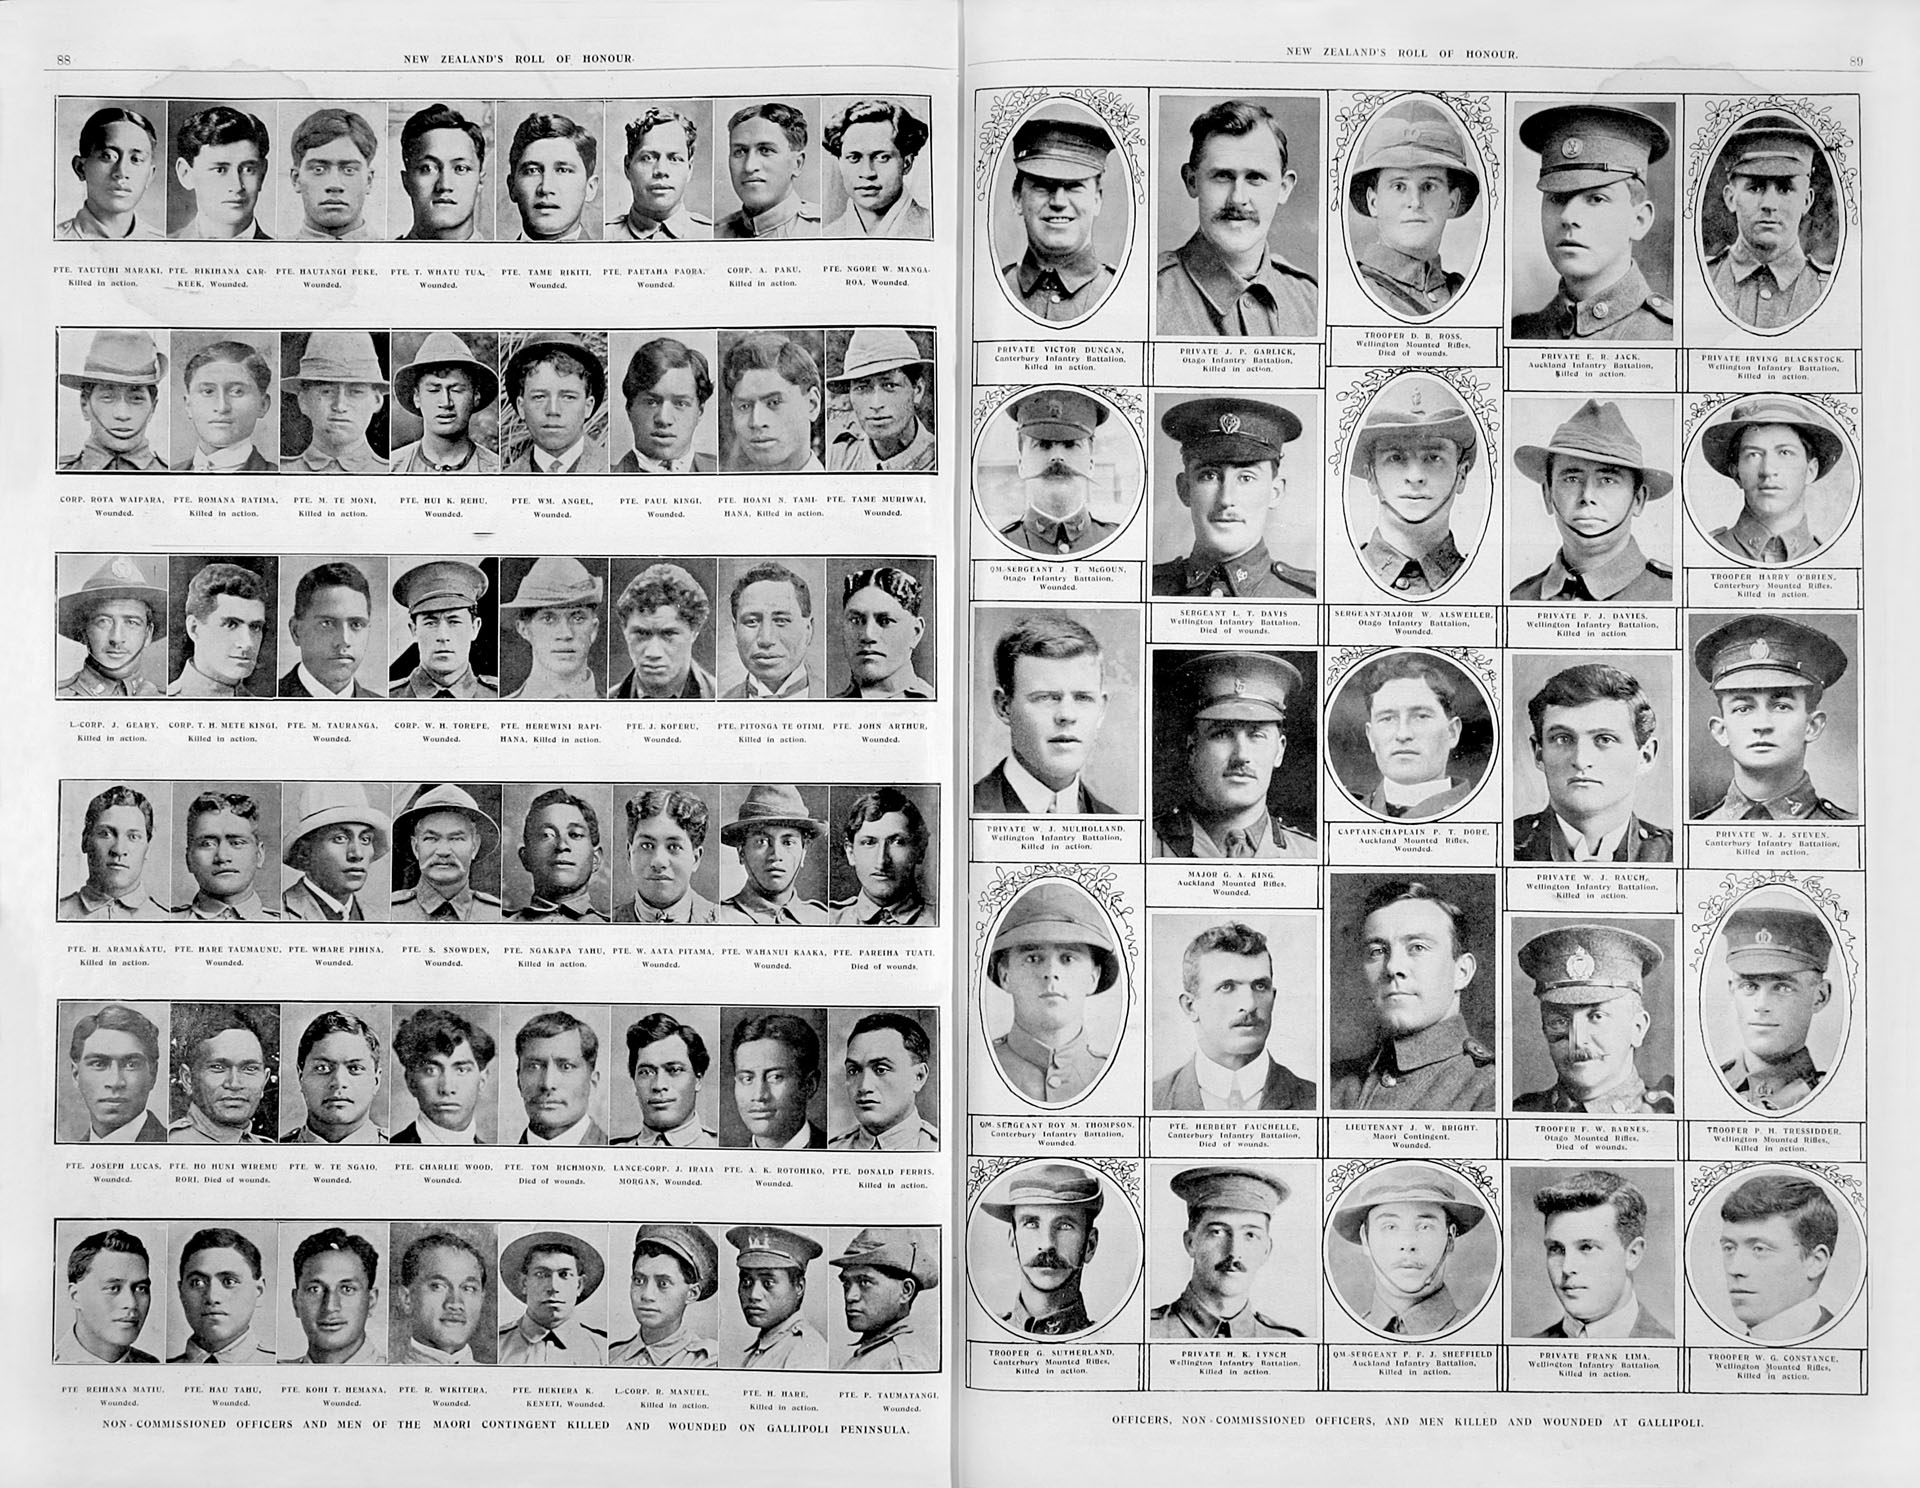 88
NEW ZEALAND'S ROLL OF HONOUR.
PTE. TAUTUHI MARAKI, PTE. RIKIHANA CAR- PTE. HAUTANGI PEKE, PTE. T. WHATU TUA, PTE. TAME RIKITI, PTE. PAETAHA PAORA, CORP. A. PAKU, PTE. NGORE W. MANGA-
Killed in action. KEEK, Wounded. Wounded. Wounded. Wounded. Wounded. Killed in action. ROA, Wounded.
CORP. ROTA WAIPARA, PTE. ROMANA RATIMA, PTE. M. TE MONI, PTE. HUI K. REHU, PTE. WM. ANGEL, PTE. PAUL KINGI, PTE. HOANI N. TAMI- PTE. TAME MURIWAI,
Wounded. Killed in action. Killed in action. Wounded. Wounded. Wounded. HANA, Killed in action. Wounded.
L.-CORP. J. GEARY, CORP. T. H. METE KINGI, PTE. M. TAURANGA, CORP. W. H. TOREPE, PTE. HEREWINI RAPI- PTE. J. KOPERU, PTE. PITONGA TE OTIMI, PTE. JOHN ARTHUR,
Killed in action. Killed in action. Wounded. Wounded. HANA, Killed in action. Wounded. Killed in action. Wounded.
PTE. H. ARAMAKATU, PTE. HARE TAUMAUNU, PTE. WHARE PIHINA, PTE. S. SNOWDEN, PTE. NGAKAPA TAHU, PTE. W. AATA PITAMA, PTE. WAHANUI KAAKA, PTE. PAREIHA TUATI,
Killed in action. Wounded. Wounded. Wounded. Killed in action. Wounded. Wounded. Died of wounds.
PTE. JOSEPH LUCAS, PTE. HO HUNI WIREMU PTE. W. TE NGAIO, PTE. CHARLIE WOOD, PTE. TOM RICHMOND, LANCE-CORP. J. IRAIA PTE. A. K. ROTOHIKO, PTE. DONALD FERRIS,
Wounded. RORI, Died of wounds. Wounded. Wounded. Died of wounds. MORGAN, Wounded. Wounded. Killed in action.
PTE REIHANA MATIU, PTE. HAU TAHU, PTE. KOHI T. HEMANA, PTE. R. WIKITERA, PTE. HEKIERA K. L.-CORP. R. MANUEL, PTE. H. HARE, PTE. P. TAUMATANGI,
Wounded. Wounded. Wounded. Wounded. KENETI, Wounded. Killed in action. Killed in action. Wounded.
NON-COMMISSIONED OFFICERS AND MEN OF THE MAORI CONTINGENT KILLED AND WOUNDED ON GALLIPOLI PENINSULA.
NEW ZEALAND'S ROLL OF HONOUR.
89
PRIVATE VICTOR DUNCAN,
Canterbury Infantry Battalion,
Killed in action.
PRIVATE J. P. GARLICK,
Otago Infantry Battalion,
Killed in action.
TROOPER D. B. ROSS,
Wellington Mounted Rifles,
Died of wounds.
PRIVATE E. R. JACK,
Auckland Infantry Battalion,
Killed in action.
PRIVATE IRVING BLACKSTOCK,
Wellington Infantry Battalion,
Killed in action.
QM.-SERGEANT J. T. McGOUN,
Otago Infantry Battalion,
Wounded.
SERGEANT L. T. DAVIS
Wellington Infantry Battalion,
Died of wounds.
SERGEANT-MAJOR W. ALSWEILER,
Otago Infantry Battalion,
Wounded.
PRIVATE P. J. DAVIES,
Wellington Infantry Battalion,
Killed in action
TROOPER HARRY O'BRIEN,
Canterbury Mounted Rifles,
Killed in action.
PRIVATE W. J. MULHOLLAND,
Wellington Infantry Battalion,
Killed in action.
MAJOR G. A. KING,
Auckland Mounted Rifles,
Wounded.
CAPTAIN-CHAPLAIN P. T. DORE,
Auckland Mounted Rifles,
Wounded.
PRIVATE W. J. RAUCH,
Wellington Infantry Battalion,
Killed in action.
PRIVATE W. J. STEVEN,
Canterbury Infantry Battalion,
Killed in action.
QM.-SERGEANT ROY M. THOMPSON,
Canterbury Infantry Battalion,
Wounded.
PTE. HERBERT FAUCHELLE,
Canterbury Infantry Battalion,
Died of wounds.
LIEUTENANT J. W. BRIGHT,
Maori Contingent,
Wounded.
TROOPER F. W. BARNES,
Otago Mounted Rifles,
Died of wounds.
TROOPER P. H. TRESSIDDER,
Wellington Mounted Rifles,
Killed in action.
TROOPER G. SUTHERLAND,
Canterbury Mounted Rifles,
Killed in action.
PRIVATE H. K. LYNCH
Wellington Infantry Battalion,
Killed in action.
QM-SERGEANT P. F. J. SHEFFIELD
Auckland Infantry Battalion,
Killed in action.
PRIVATE FRANK LIMA,
Wellington Infantry Battalion,
Killed in action.
TROOPER W. G. CONSTANCE,
Wellington Mounted Rifles,
Killed in action.
OFFICERS, NON-COMMISSIONED OFFICERS, AND MEN KILLED AND WOUNDED AT GALLIPOLI.